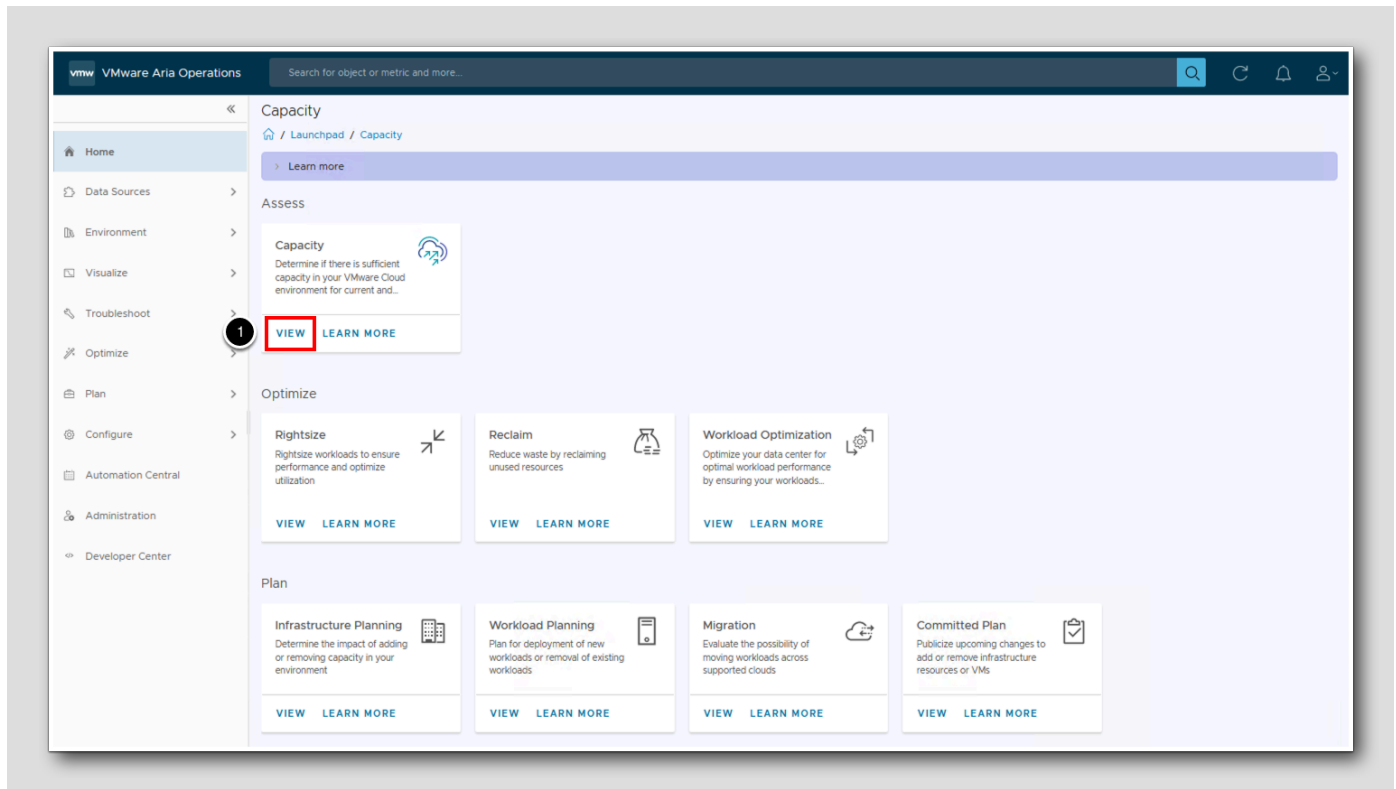 vmw VMware Aria Operations
Search for object or metric and more...
Capacity
/ Launchpad / Capacity
Learn more
Home
Data Sources
Environment
Visualize
Troubleshoot
Optimize
Plan
Configure
Automation Central
Administration
Developer Center
Assess
Capacity
Determine if there is sufficient
capacity in your VMware Cloud
environment for current and...
1
VIEW LEARN MORE
Optimize
Rightsize
Rightsize workloads to ensure
performance and optimize
utilization
VIEW LEARN MORE
Reclaim
Reduce waste by reclaiming
unused resources
VIEW LEARN MORE
Workload Optimization
Optimize your data center for
optimal workload performance
by ensuring your workloads...
VIEW LEARN MORE
Plan
Infrastructure Planning
Determine the impact of adding
or removing capacity in your
environment
VIEW LEARN MORE
Workload Planning
Plan for deployment of new
workloads or removal of existing
workloads
VIEW LEARN MORE
Migration
Evaluate the possibility of
moving workloads across
supported clouds
VIEW LEARN MORE
Committed Plan
Publicize upcoming changes to
add or remove infrastructure
resources or VMs
VIEW LEARN MORE